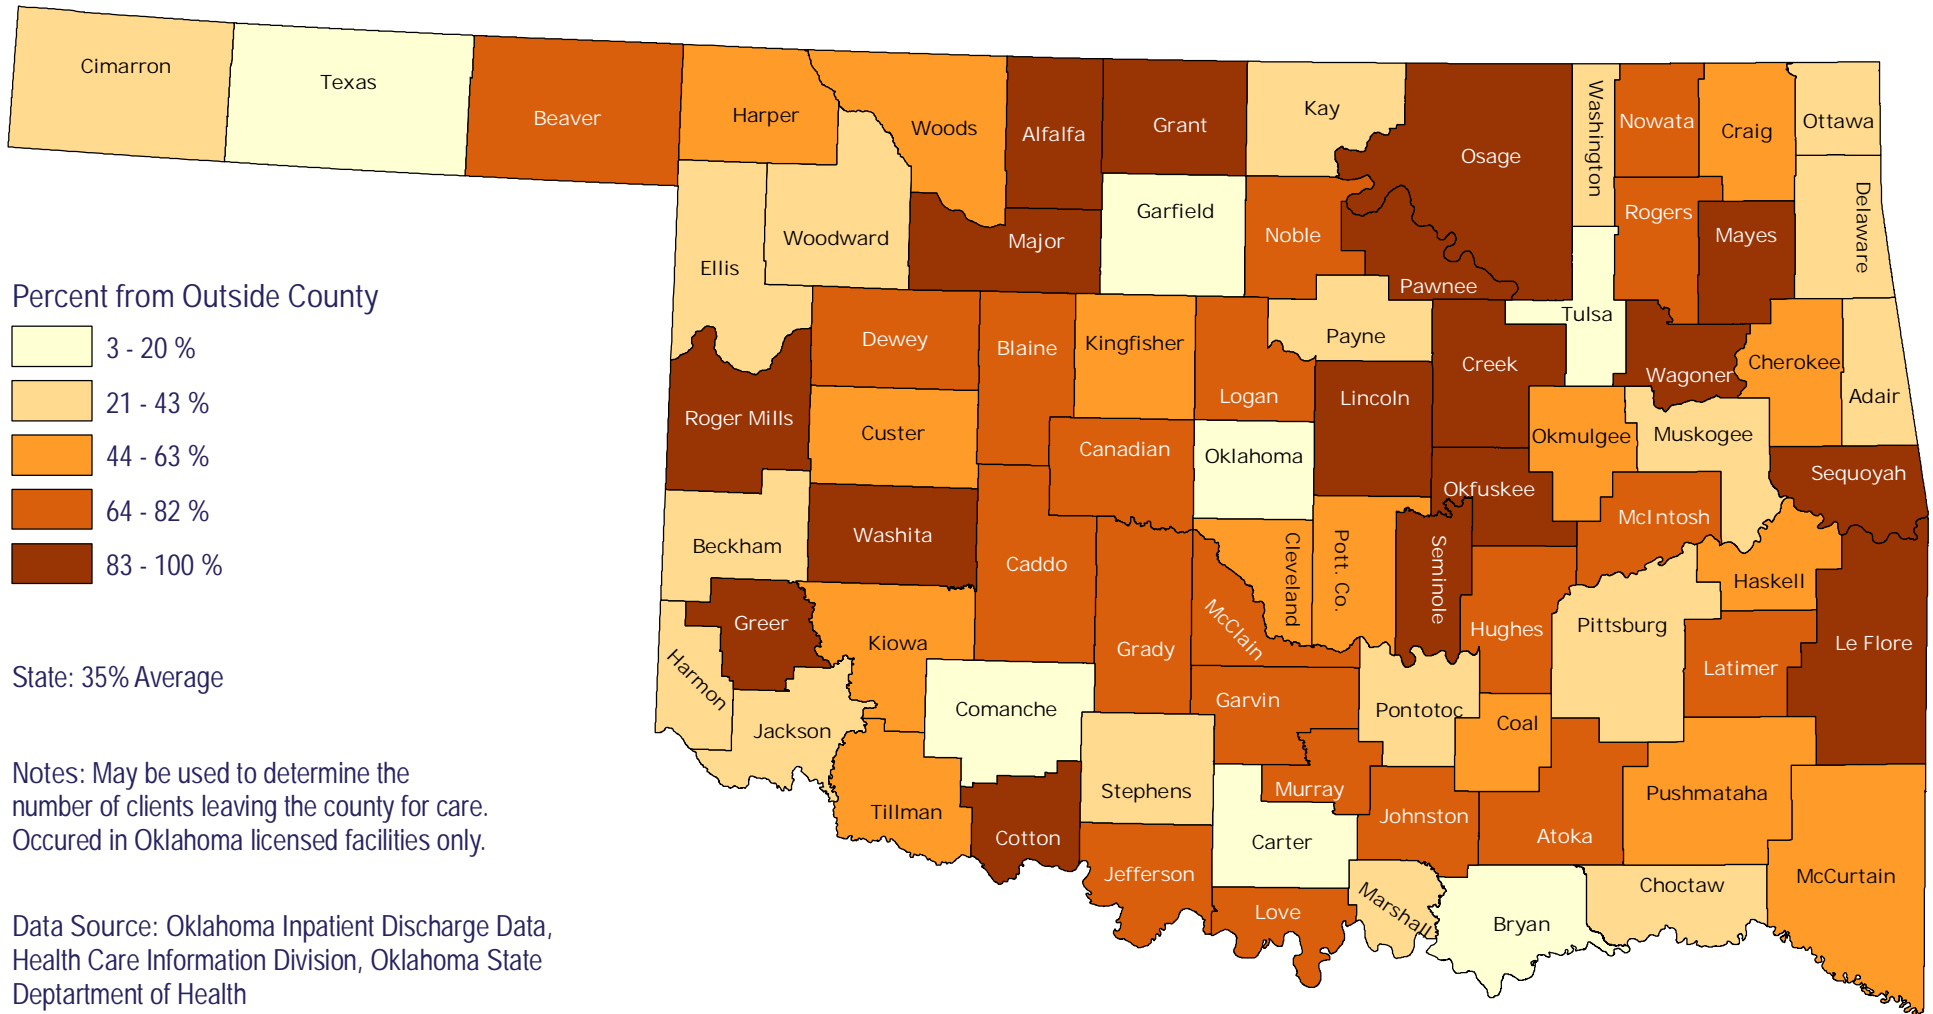 Cimarron
Texas
Beaver
Harper
Woods
Alfalfa
Grant
Kay
Osage
Washington
Nowata
Craig
Ottawa
Delaware
Woodward
Ellis
Major
Garfield
Noble
Pawnee
Rogers
Mayes
Tulsa
Percent from Outside County
3 - 20 %
21 - 43 %
44 - 63 %
64 - 82 %
83 - 100 %
Dewey
Blaine
Kingfisher
Logan
Payne
Lincoln
Creek
Wagoner
Cherokee
Adair
Roger Mills
Custer
Canadian
Oklahoma
Okmulgee
Muskogee
Sequoyah
Okfuskee
McIntosh
Beckham
Washita
Caddo
Grady
McClain
Cleveland
Pott. Co.
Seminole
Hughes
Pittsburg
Haskell
Latimer
Le Flore
Greer
Kiowa
Harmon
Jackson
Comanche
Garvin
Pontotoc
Coal
Tillman
Cotton
Stephens
Murray
Johnston
Atoka
Pushmataha
McCurtain
Carter
Jefferson
Love
Marshall
Bryan
Choctaw
State: 35% Average
Notes: May be used to determine the
number of clients leaving the county for care.
Occured in Oklahoma licensed facilities only.
Data Source: Oklahoma Inpatient Discharge Data,
Health Care Information Division, Oklahoma State
Deptartment of Health